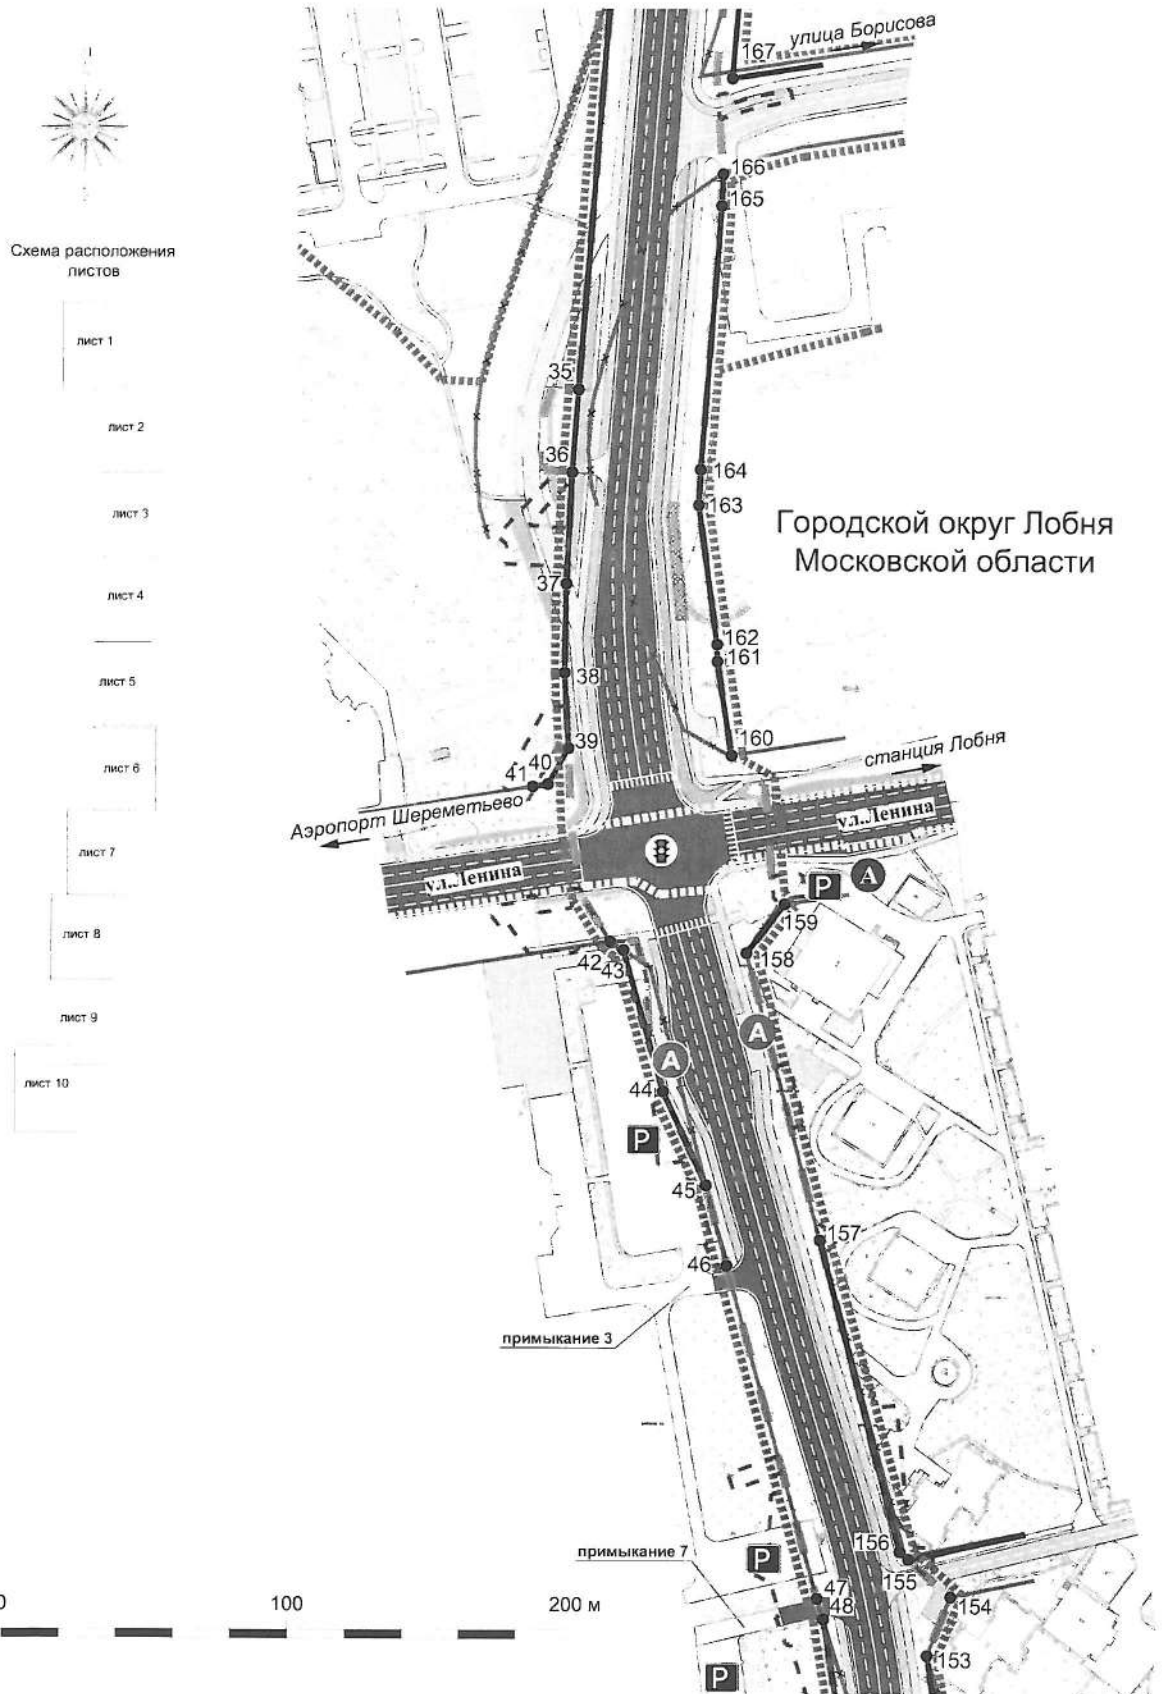 улица Борисова
167
166
165
Схема расположения
листов
лист 1
лист 2
лист 3
лист 4
лист 5
лист 6
лист 7
лист 8
лист 9
лист 10
35
36
164
163
Городской округ Лобня
Московской области
37
162
161
38
39
160
40
41
станция Лобня
Аэропорт Шереметьево
ул.Ленина
ул.Ленина
А
P
159
158
42
43
А
А
44
P
45
157
46
примыкание 3
156
примыкание 7
P
155
47
154
48
0
100
200 м
153
P